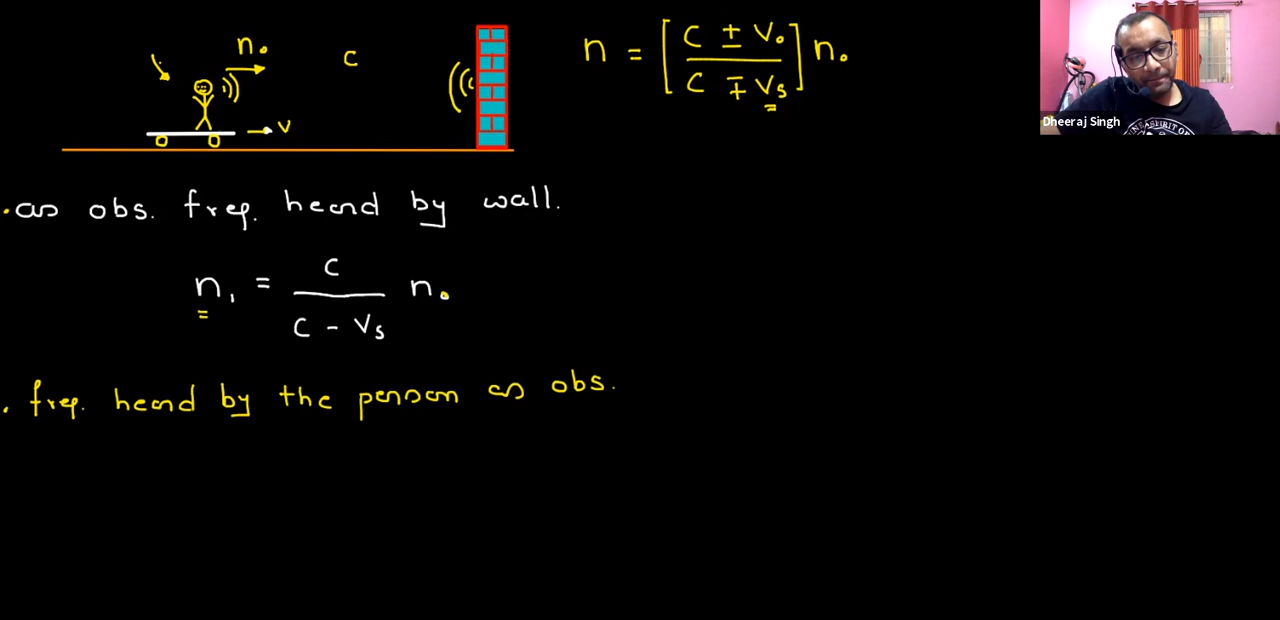 n₀
c
v
n = [ (c ± v₀) / (c ∓ vₛ) ] n₀
Dheeraj Singh
. as obs. freq. heard by wall.
n₁ = c / (c - vₛ) n₀
. freq. heard by the person as obs.